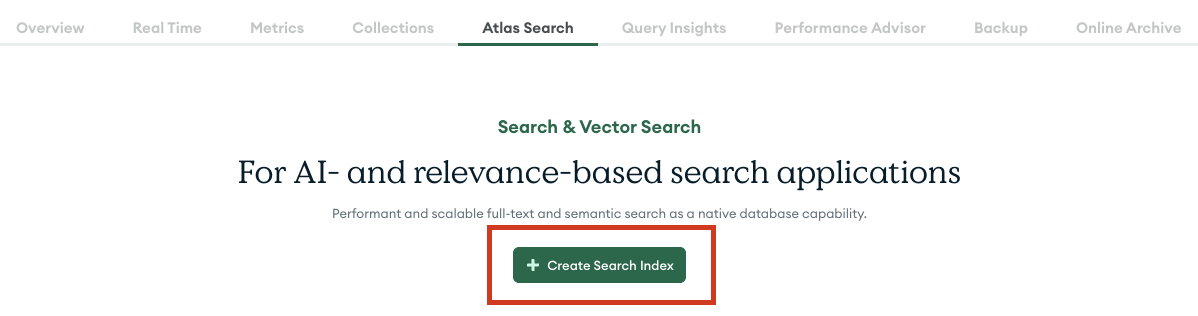 Overview Real Time Metrics Collections Atlas Search Query Insights Performance Advisor Backup Online Archive
Search & Vector Search
For AI- and relevance-based search applications
Performant and scalable full-text and semantic search as a native database capability.
+ Create Search Index